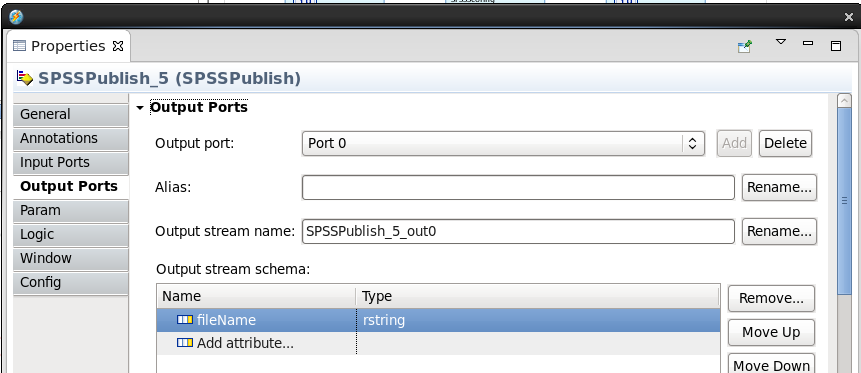 Properties
SPSSPublish_5 (SPSSPublish)
General
Annotations
Input Ports
Output Ports
Param
Logic
Window
Config
Output Ports
Output port: Port 0 Add Delete
Alias: Rename...
Output stream name: SPSSPublish_5_out0 Rename...
Output stream schema:
Name Type
fileName rstring
Add attribute...
Remove...
Move Up
Move Down